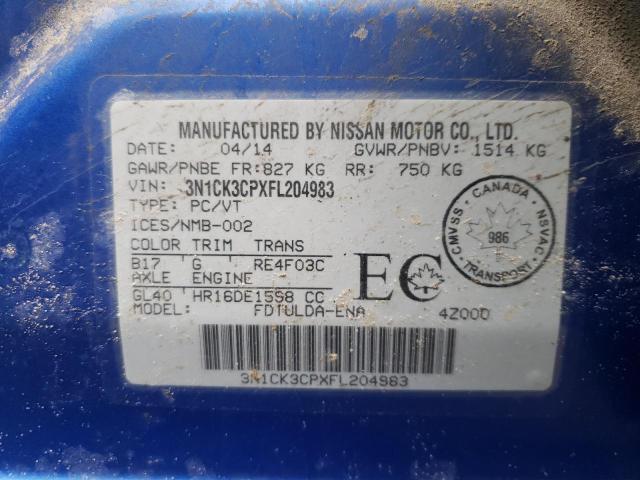 MANUFACTURED BY NISSAN MOTOR CO., LTD.
DATE: 04/14 GVWR/PNBV: 1514 KG
GAWR/PNBE FR: 827 KG RR: 750 KG
VIN: 3N1CK3CPXFL204983
TYPE: PC/VT
ICES/NMB-002
COLOR TRIM TRANS
B17 G RE4F03C
AXLE ENGINE
GL40 HR16DE1598 CC
MODEL: FDTULDA-ENA 4Z000
3N1CK3CPXFL204983
EC
CANADA
CMVSS
NSVAC
986
TRANSPORT